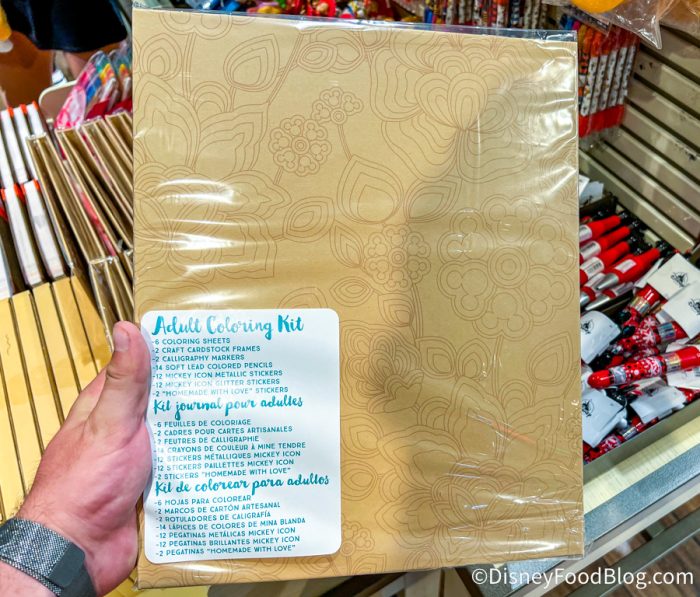 Adult Coloring Kit
-6 COLORING SHEETS
-2 CRAFT CARDSTOCK FRAMES
-2 CALLIGRAPHY MARKERS
-14 SOFT LEAD COLORED PENCILS
-12 MICKEY ICON METALLIC STICKERS
-12 MICKEY ICON GLITTER STICKERS
-2 "HOMEMADE WITH LOVE" STICKERS
Kit journal pour adultes
-6 FEUILLES DE COLORIAGE
-2 CADRES POUR CARTES ARTISANALES
-2 FEUTRES DE CALLIGRAPHIE
-14 CRAYONS DE COULEUR À MINE TENDRE
-12 STICKERS MÉTALLIQUES MICKEY ICON
-12 STICKERS PAILLETTES MICKEY ICON
-2 STICKERS "HOMEMADE WITH LOVE"
Kit de colorear para adultos
-6 HOJAS PARA COLOREAR
-2 MARCOS DE CARTÓN ARTESANAL
-2 ROTULADORES DE CALIGRAFÍA
-14 LÁPICES DE COLORES DE MINA BLANDA
-12 PEGATINAS METÁLICAS MICKEY ICON
-12 PEGATINAS BRILLANTES MICKEY ICON
-2 PEGATINAS "HOMEMADE WITH LOVE"
©DisneyFoodBlog.com